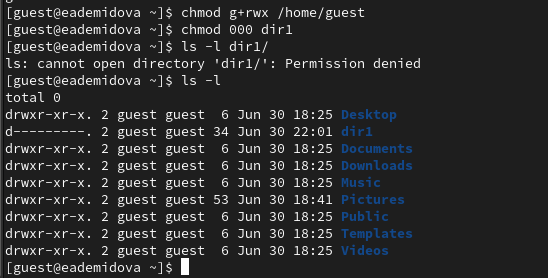 [guest@eademidova ~]$ chmod g+rwx /home/guest
[guest@eademidova ~]$ chmod 000 dir1
[guest@eademidova ~]$ ls -l dir1/
ls: cannot open directory 'dir1/': Permission denied
[guest@eademidova ~]$ ls -l
total 0
drwxr-xr-x. 2 guest guest  6 Jun 30 18:25 Desktop
d---------. 2 guest guest 34 Jun 30 22:01 dir1
drwxr-xr-x. 2 guest guest  6 Jun 30 18:25 Documents
drwxr-xr-x. 2 guest guest  6 Jun 30 18:25 Downloads
drwxr-xr-x. 2 guest guest  6 Jun 30 18:25 Music
drwxr-xr-x. 2 guest guest 53 Jun 30 18:41 Pictures
drwxr-xr-x. 2 guest guest  6 Jun 30 18:25 Public
drwxr-xr-x. 2 guest guest  6 Jun 30 18:25 Templates
drwxr-xr-x. 2 guest guest  6 Jun 30 18:25 Videos
[guest@eademidova ~]$